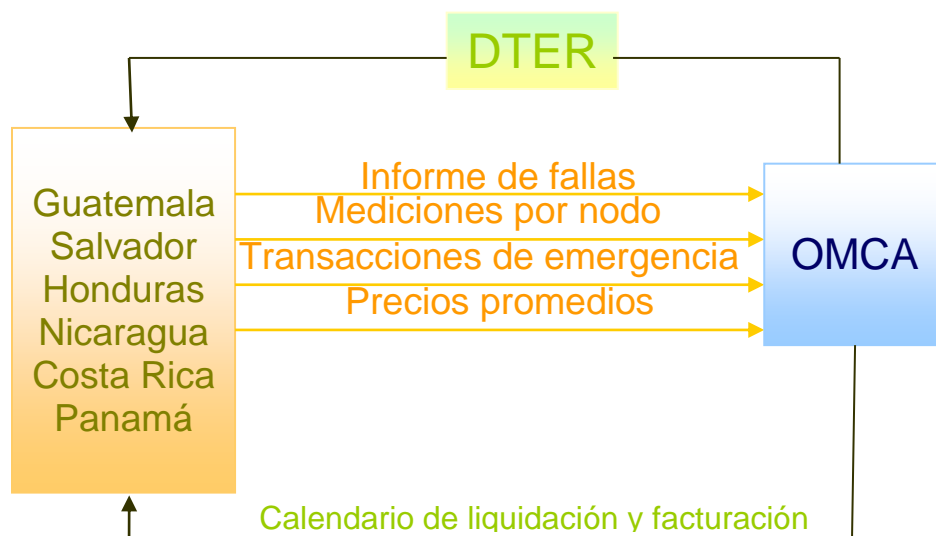 DTER
Guatemala
Salvador
Honduras
Nicaragua
Costa Rica
Panamá
Informe de fallas
Mediciones por nodo
Transacciones de emergencia
Precios promedios
OMCA
Calendario de liquidación y facturación